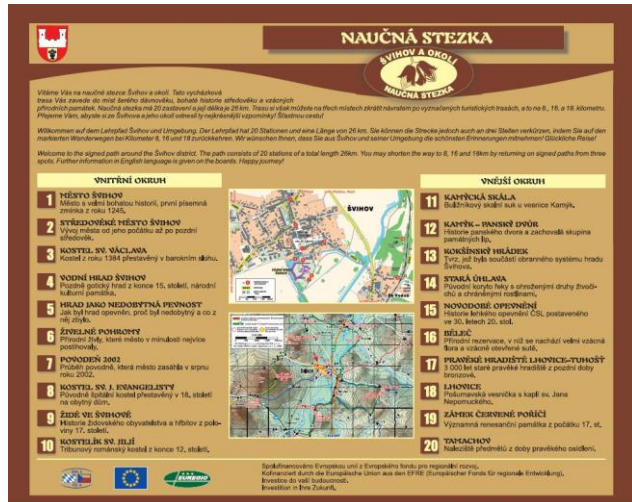 NAUČNÁ STEZKA
ŠVIHOV A OKOLÍ
NAUČNÁ STEZKA
Vítáme Vás na naučné stezce Švihov a okolí. Tato vycházková
trasa Vás zavede do míst šerého dávnověku, bohaté historie středověku a vzácných
přírodních památek. Naučná stezka má 20 zastavení a její délka je 26 km. Trasu si však můžete na třech místech zkrátit návratem po vyznačených turistických trasách, a to na 8., 16. a 18. kilometru.
Přejeme Vám, abyste si ze Švihova a jeho okolí odnesli ty nejkrásnější vzpomínky! Šťastnou cestu!
Willkommen auf dem Lehrpfad Švihov und Umgebung. Der Lehrpfad hat 20 Stationen und eine Länge von 26 km. Sie können die Strecke jedoch auch an drei Stellen verkürzen, indem Sie auf den
markierten Wanderwegen bei Kilometer 8, 16 und 18 zurückkehren. Wir wünschen Ihnen, dass Sie aus Švihov und seiner Umgebung die schönsten Erinnerungen mitnehmen! Glückliche Reise!
Welcome to the signed path around the Švihov district. The path consists of 20 stations of a total length 26km. You may shorten the way to 8, 16 and 18km by returning on signed paths from three
spots. Further information in English language is given on the boards. Happy journey!
VNITŘNÍ OKRUH
1 MĚSTO ŠVIHOV
Město s velmi bohatou historií, první písemná
zmínka z roku 1245.
2 STŘEDOVĚKÉ MĚSTO ŠVIHOV
Vývoj města od jeho počátku až po pozdní
středověk.
3 KOSTEL SV. VÁCLAVA
Kostel z roku 1384 přestavěný v barokním slohu.
4 VODNÍ HRAD ŠVIHOV
Pozdně gotický hrad z konce 15. století, národní
kulturní památka.
5 HRAD JAKO NEDOBYTNÁ PEVNOST
Jak byl hrad opevněn, proč byl nedobytný a co z
něj zbylo.
6 ŽIVELNÉ POHROMY
Přírodní živly, které město v minulosti nejvíce
postihovaly.
7 POVODEŇ 2002
Průběh povodně, která město zasáhla v srpnu
roku 2002.
8 KOSTEL SV. J. EVANGELISTY
Původně špitální kostel přestavěný v 18. století
na obytný dům.
9 ŽIDÉ VE ŠVIHOVĚ
Historie židovského obyvatelstva a hřbitov z polo-
viny 17. století.
10 KOSTELÍK SV. JILJÍ
Tribunový románský kostel z konce 12. století.
ŠVIHOV
VNĚJŠÍ OKRUH
11 KAMÝCKÁ SKÁLA
Buližníkový skalní suk u vesnice Kamýk.
12 KAMÝK – PANSKÝ DVŮR
Historie panského dvora a zachovalá skupina
památných lip.
13 KOKŠÍNSKÝ HRÁDEK
Tvrz, jež byla součástí obranného systému hradu
Švihova.
14 STARÁ ÚHLAVA
Původní koryto řeky s ohroženými druhy živoči-
chů a chráněnými rostlinami.
15 NOVODOBÉ OPEVNĚNÍ
Historie lehkého opevnění ČSL postaveného
ve 30. letech 20. stol.
16 BĚLEČ
Přírodní rezervace, v níž se nachází velmi vzácná
flora a vzácně otevřené sutě.
17 PRAVĚKÉ HRADIŠTĚ LHOVICE–TUHOŠŤ
3 000 let staré pravěké hradiště z pozdní doby
bronzové.
18 LHOVICE
Pošumavská vesnička s kaplí sv. Jana
Nepomuckého.
19 ZÁMEK ČERVENÉ POŘÍČÍ
Významná renesanční památka z počátku 17. st.
20 TAMACHOV
Naleziště předmětů z doby pravěkého osídlení.
EUREGIO
Spolufinancováno Evropskou unií z Evropského fondu pro regionální rozvoj.
Kofinanziert durch die Europäische Union aus den EFRE (Europäischer Fonds für regionale Entwicklung).
Investice do vaší budoucnosti.
Investition in Ihre Zukunft.